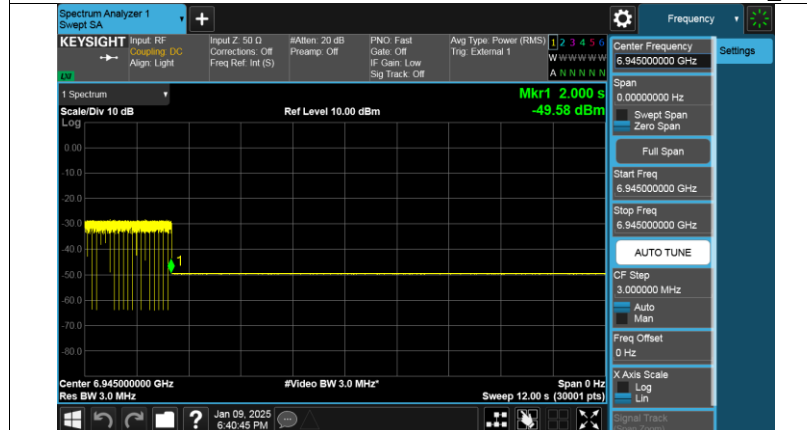 Spectrum Analyzer 1
Swept SA
Frequency
KEYSIGHT
Input: RF
Coupling: DC
Align: Light
Input Z: 50 Ω
Corrections: Off
Freq Ref: Int (S)
#Atten: 20 dB
Preamp: Off
PNO: Fast
Gate: Off
IF Gain: Low
Sig Track: Off
Avg Type: Power (RMS)
Trig: External 1
1 2 3 4 5 6
W W W W W W
A N N N N N
LXI
1 Spectrum
Mkr1 2.000 s
Scale/Div 10 dB
Ref Level 10.00 dBm
-49.58 dBm
Log
0.00
-10.0
-20.0
-30.0
-40.0
-50.0
-60.0
-70.0
-80.0
1
Center 6.945000000 GHz
#Video BW 3.0 MHz*
Span 0 Hz
Res BW 3.0 MHz
Sweep 12.00 s (30001 pts)
Jan 09, 2025
6:40:45 PM
Center Frequency
6.945000000 GHz
Settings
Span
0.00000000 Hz
Swept Span
Zero Span
Full Span
Start Freq
6.945000000 GHz
Stop Freq
6.945000000 GHz
AUTO TUNE
CF Step
3.000000 MHz
Auto
Man
Freq Offset
0 Hz
X Axis Scale
Log
Lin
Signal Track
(Span Zoom)